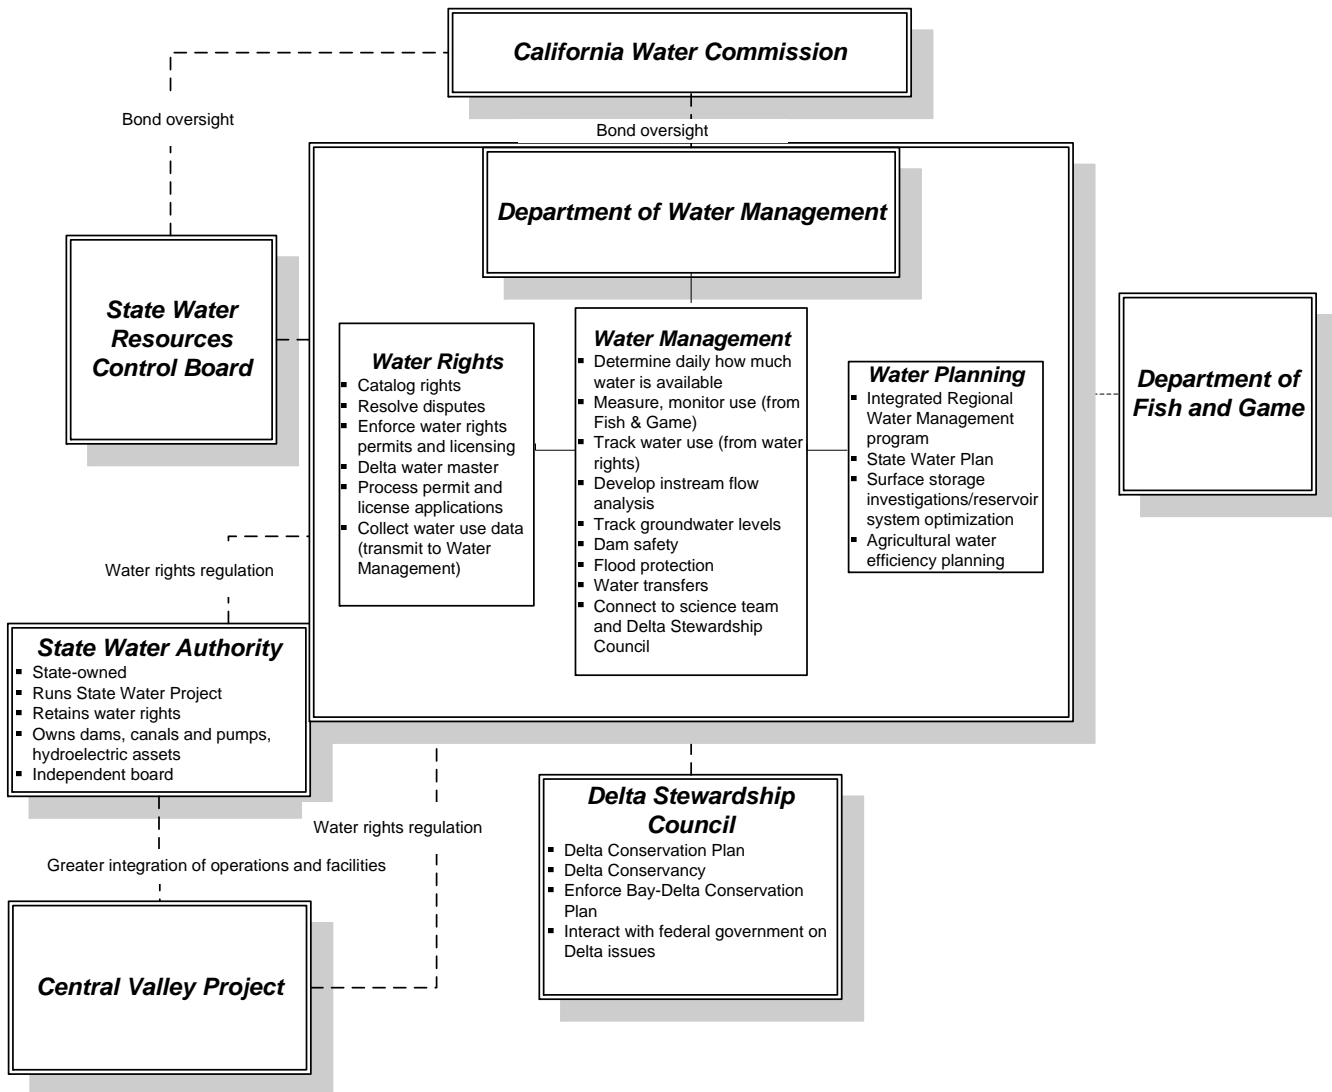 California Water Commission
Bond oversight
Bond oversight
Department of Water Management
State Water
Resources
Control Board
Water Rights
Catalog rights
Resolve disputes
Enforce water rights
permits and licensing
Delta water master
Process permit and
license applications
Collect water use data
(transmit to Water
Management)
Water Management
Determine daily how much
water is available
Measure, monitor use (from
Fish & Game)
Track water use (from water
rights)
Develop instream flow
analysis
Track groundwater levels
Dam safety
Flood protection
Water transfers
Connect to science team
and Delta Stewardship
Council
Water Planning
Integrated Regional
Water Management
program
State Water Plan
Surface storage
investigations/reservoir
system optimization
Agricultural water
efficiency planning
Department of
Fish and Game
Water rights regulation
State Water Authority
State-owned
Runs State Water Project
Retains water rights
Owns dams, canals and pumps,
hydroelectric assets
Independent board
Water rights regulation
Greater integration of operations and facilities
Central Valley Project
Delta Stewardship
Council
Delta Conservation Plan
Delta Conservancy
Enforce Bay-Delta Conservation
Plan
Interact with federal government on
Delta issues